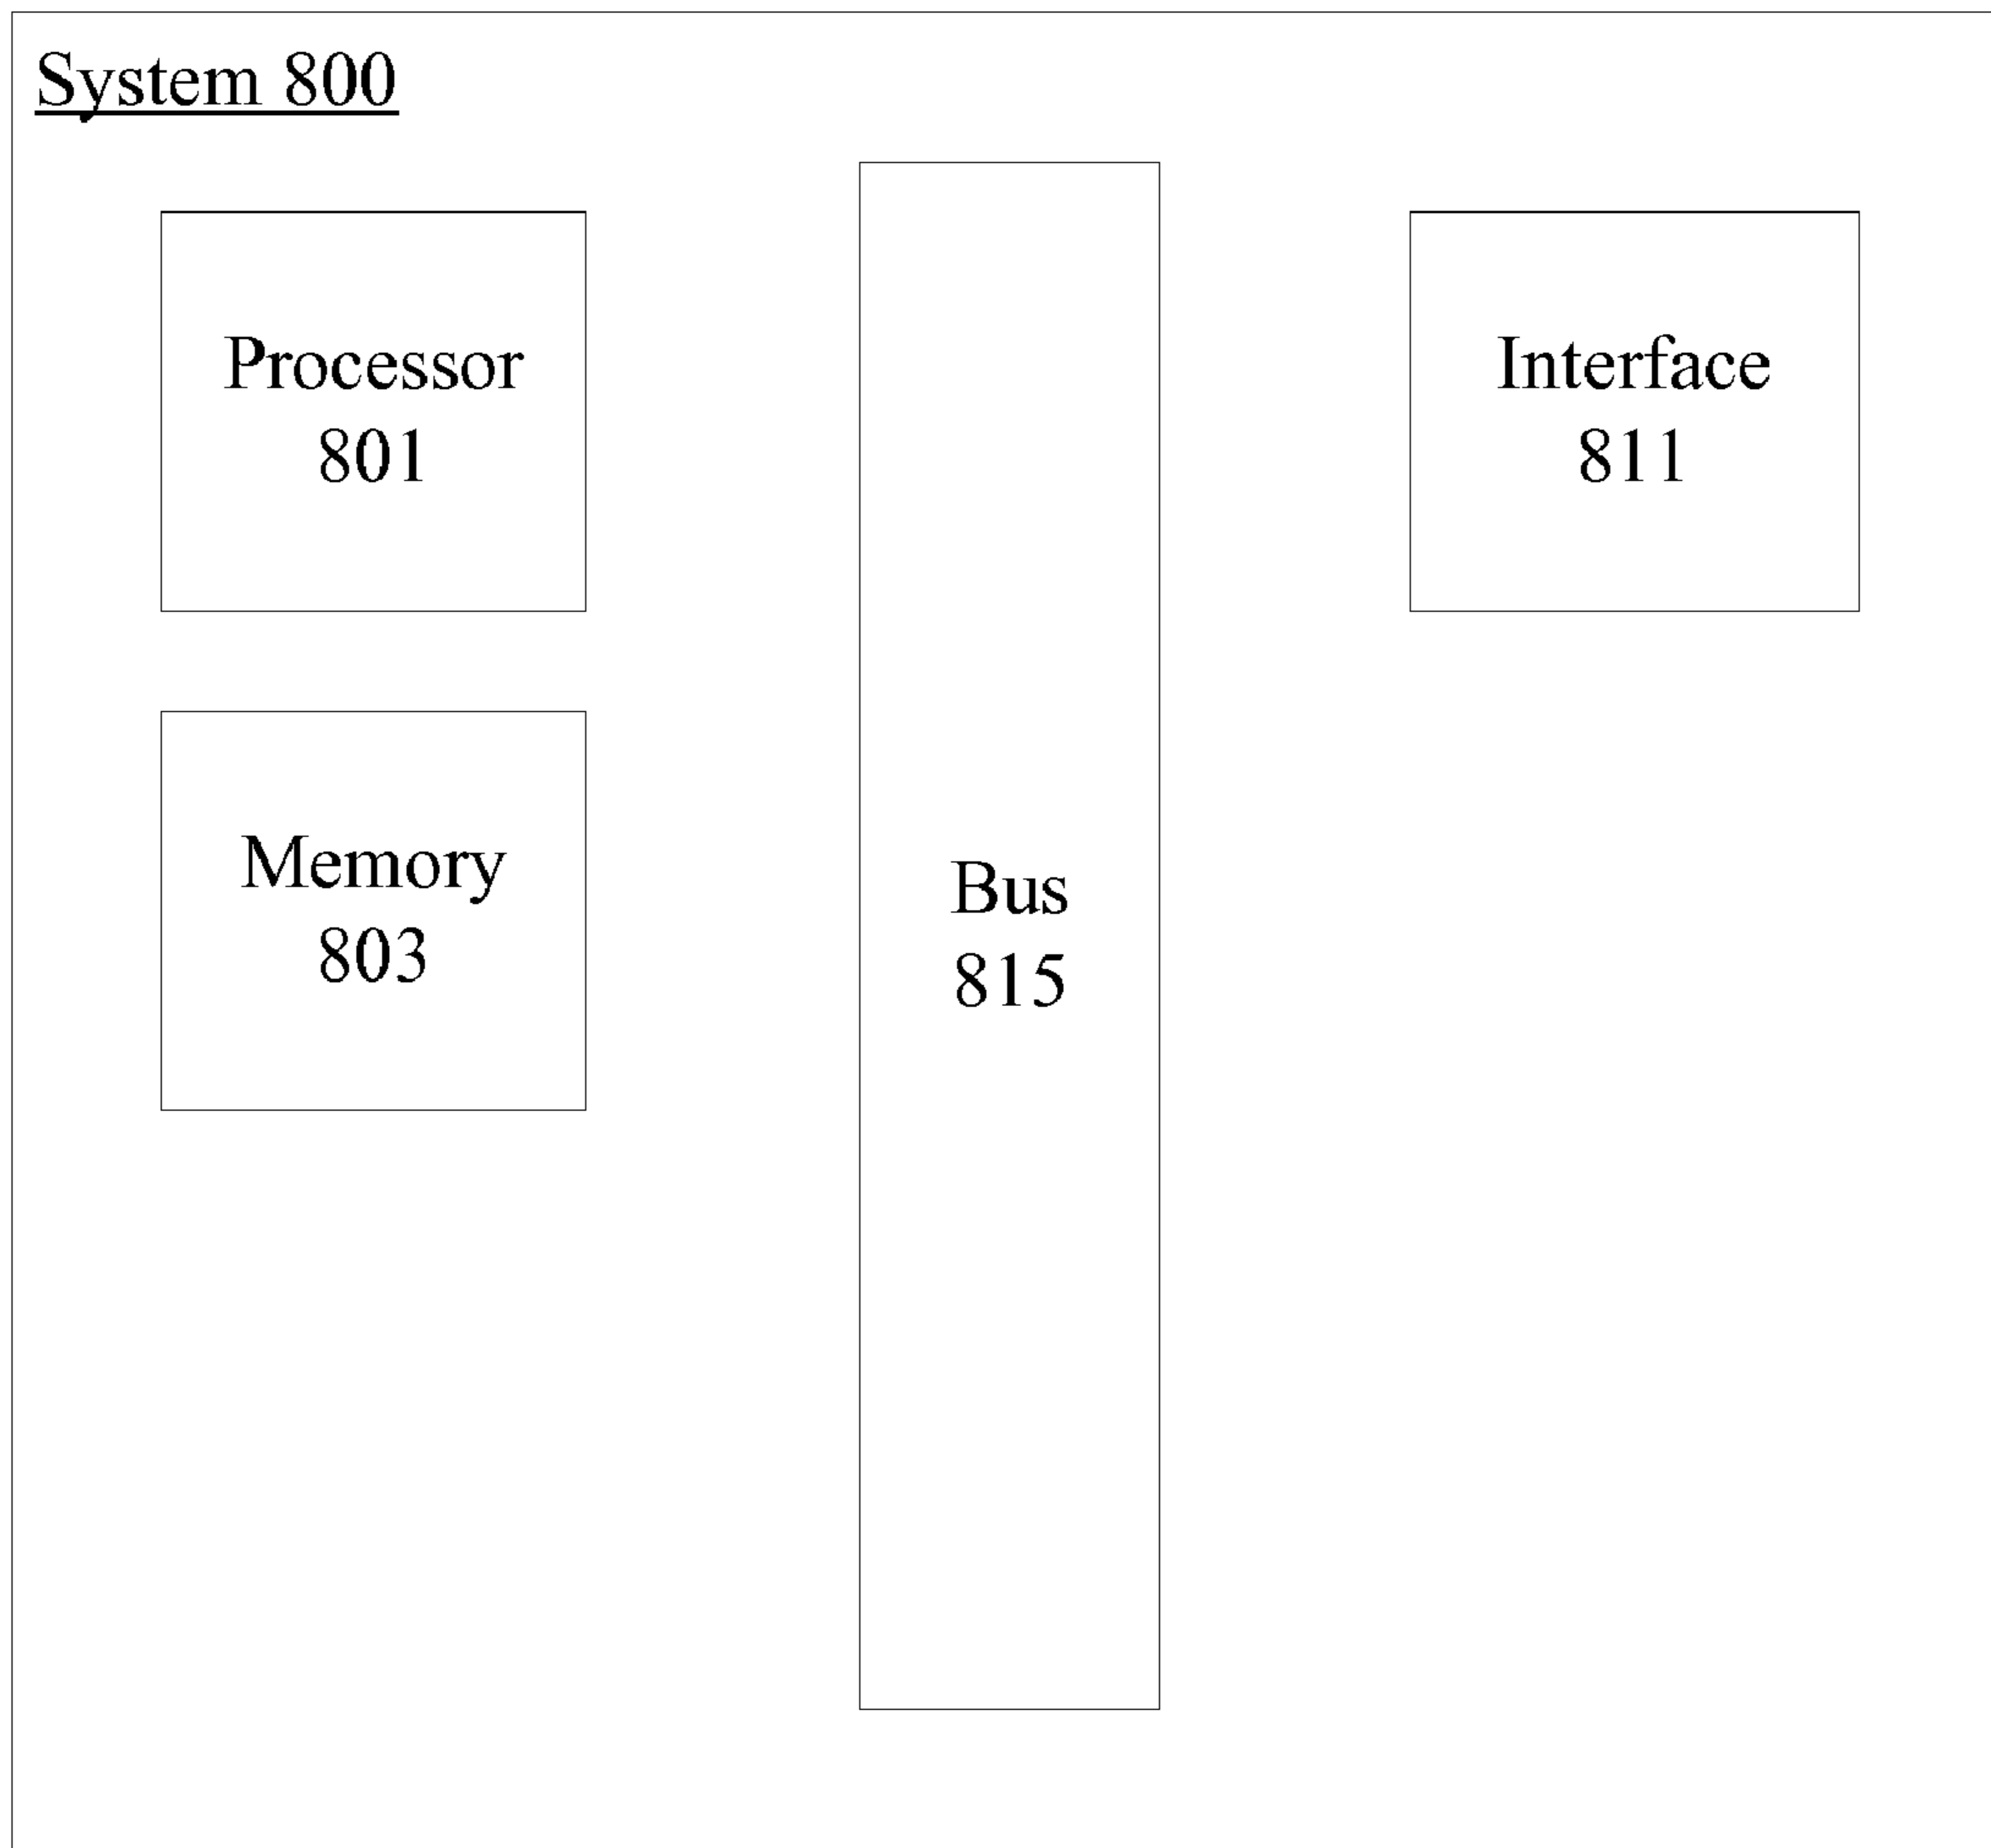 System 800
Processor
801
Memory
803
Bus
815
Interface
811